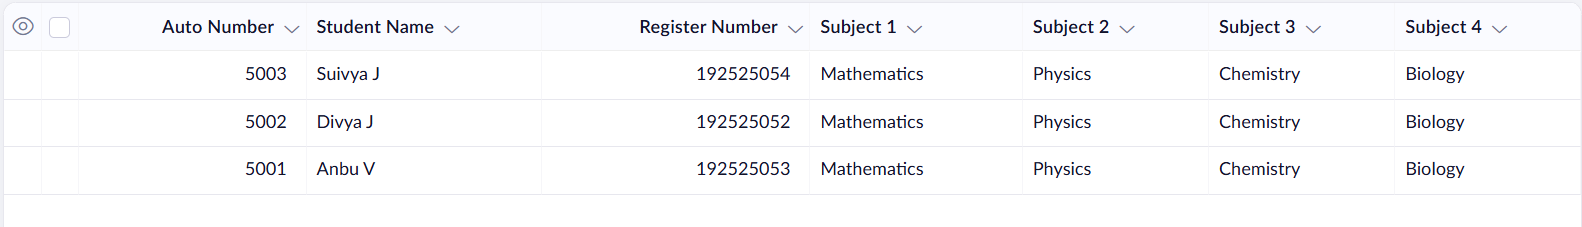 Auto Number Student Name Register Number Subject 1 Subject 2 Subject 3 Subject 4
5003 Suivya J 192525054 Mathematics Physics Chemistry Biology
5002 Divya J 192525052 Mathematics Physics Chemistry Biology
5001 Anbu V 192525053 Mathematics Physics Chemistry Biology